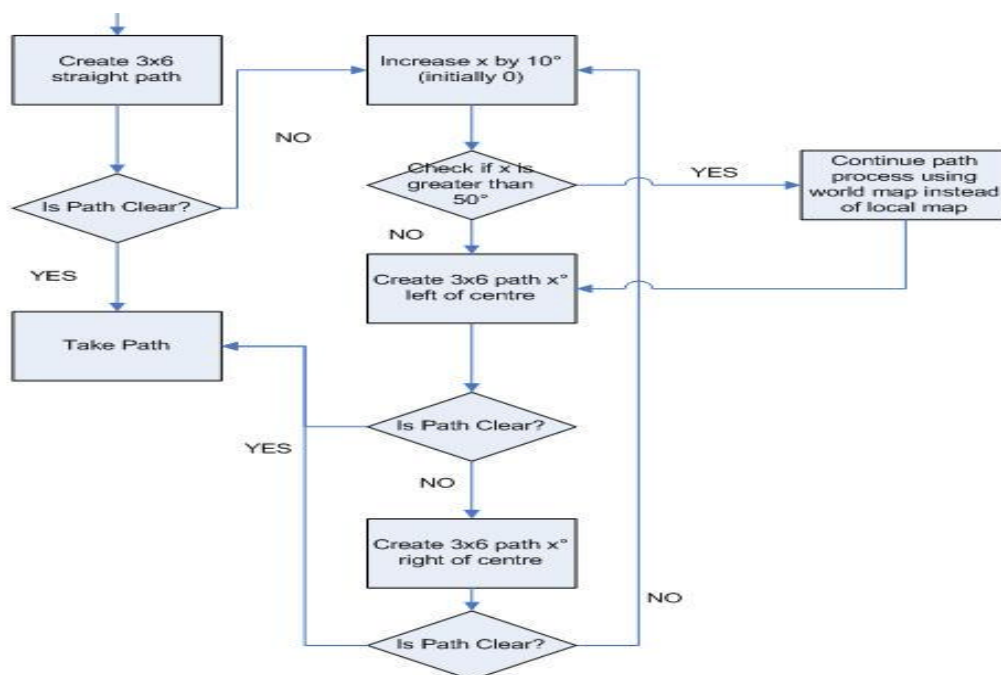 Create 3x6
straight path
Increase x by 10°
(initially 0)
NO
Is Path Clear?
Check if x is
greater than
50°
YES
Continue path
process using
world map instead
of local map
YES
NO
Create 3x6 path x°
left of centre
Take Path
Is Path Clear?
YES
NO
Create 3x6 path x°
right of centre
NO
Is Path Clear?